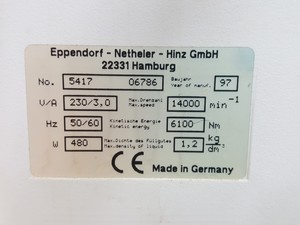 Eppendorf - Netheler - Hinz GmbH
22331 Hamburg
No. 5417 06786 Baujahr Year of manuf. 97
V/A 230/3,0 Max.Drehzahl Max.speed 14000 min-1
Hz 50/60 Kinetische Energie Kinetic energy 6100 Nm
W 480 Max.Dichte des Füllgutes Max.density of liquid 1,2 kg/dm³
CE Made in Germany